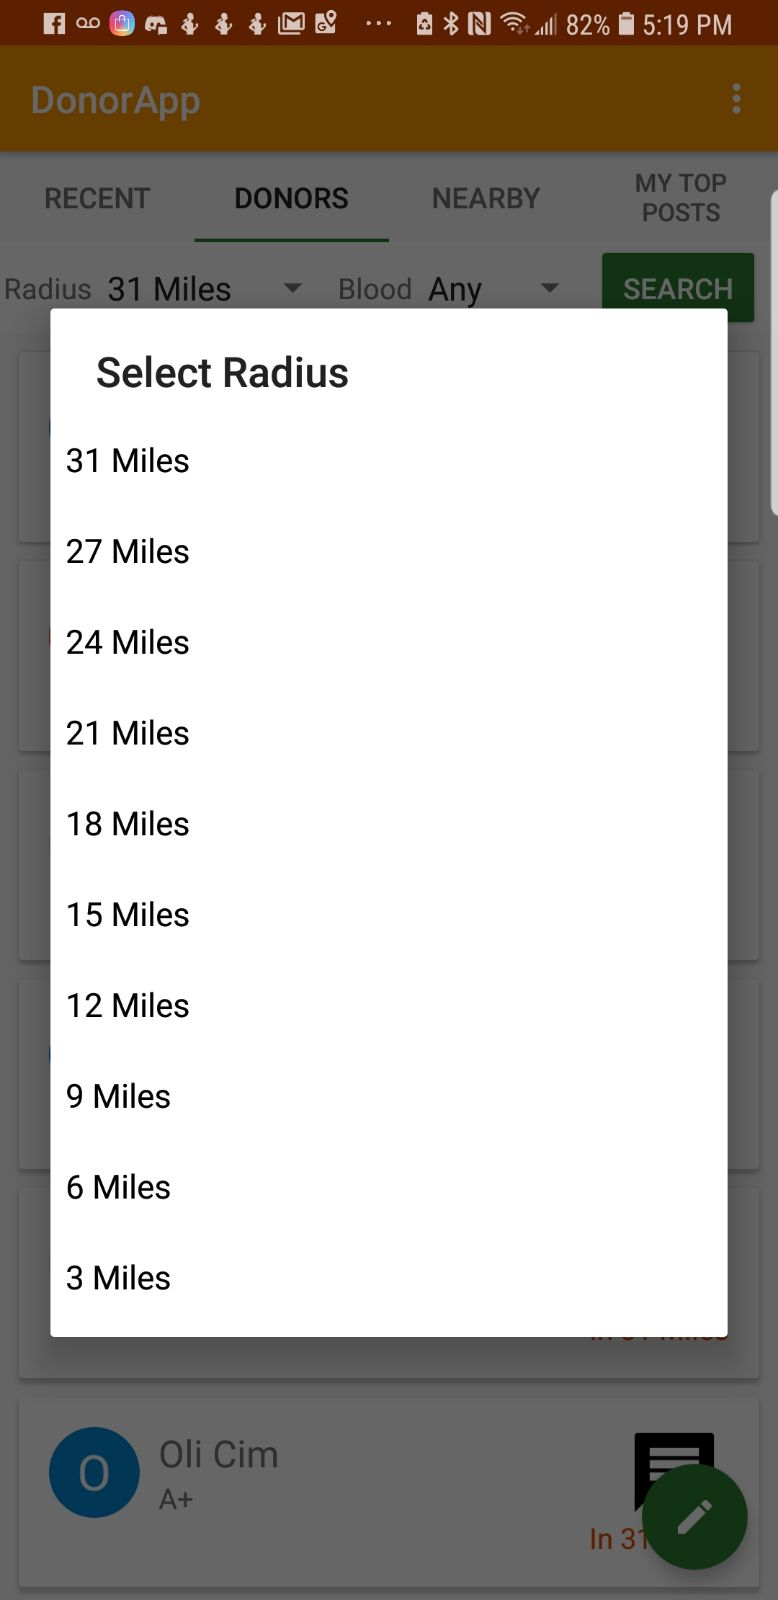 82% 5:19 PM
DonorApp
RECENT DONORS NEARBY MY TOP POSTS
Radius 31 Miles Blood Any SEARCH
Select Radius
31 Miles
27 Miles
24 Miles
21 Miles
18 Miles
15 Miles
12 Miles
9 Miles
6 Miles
3 Miles
O Oli Cim
A+
In 31